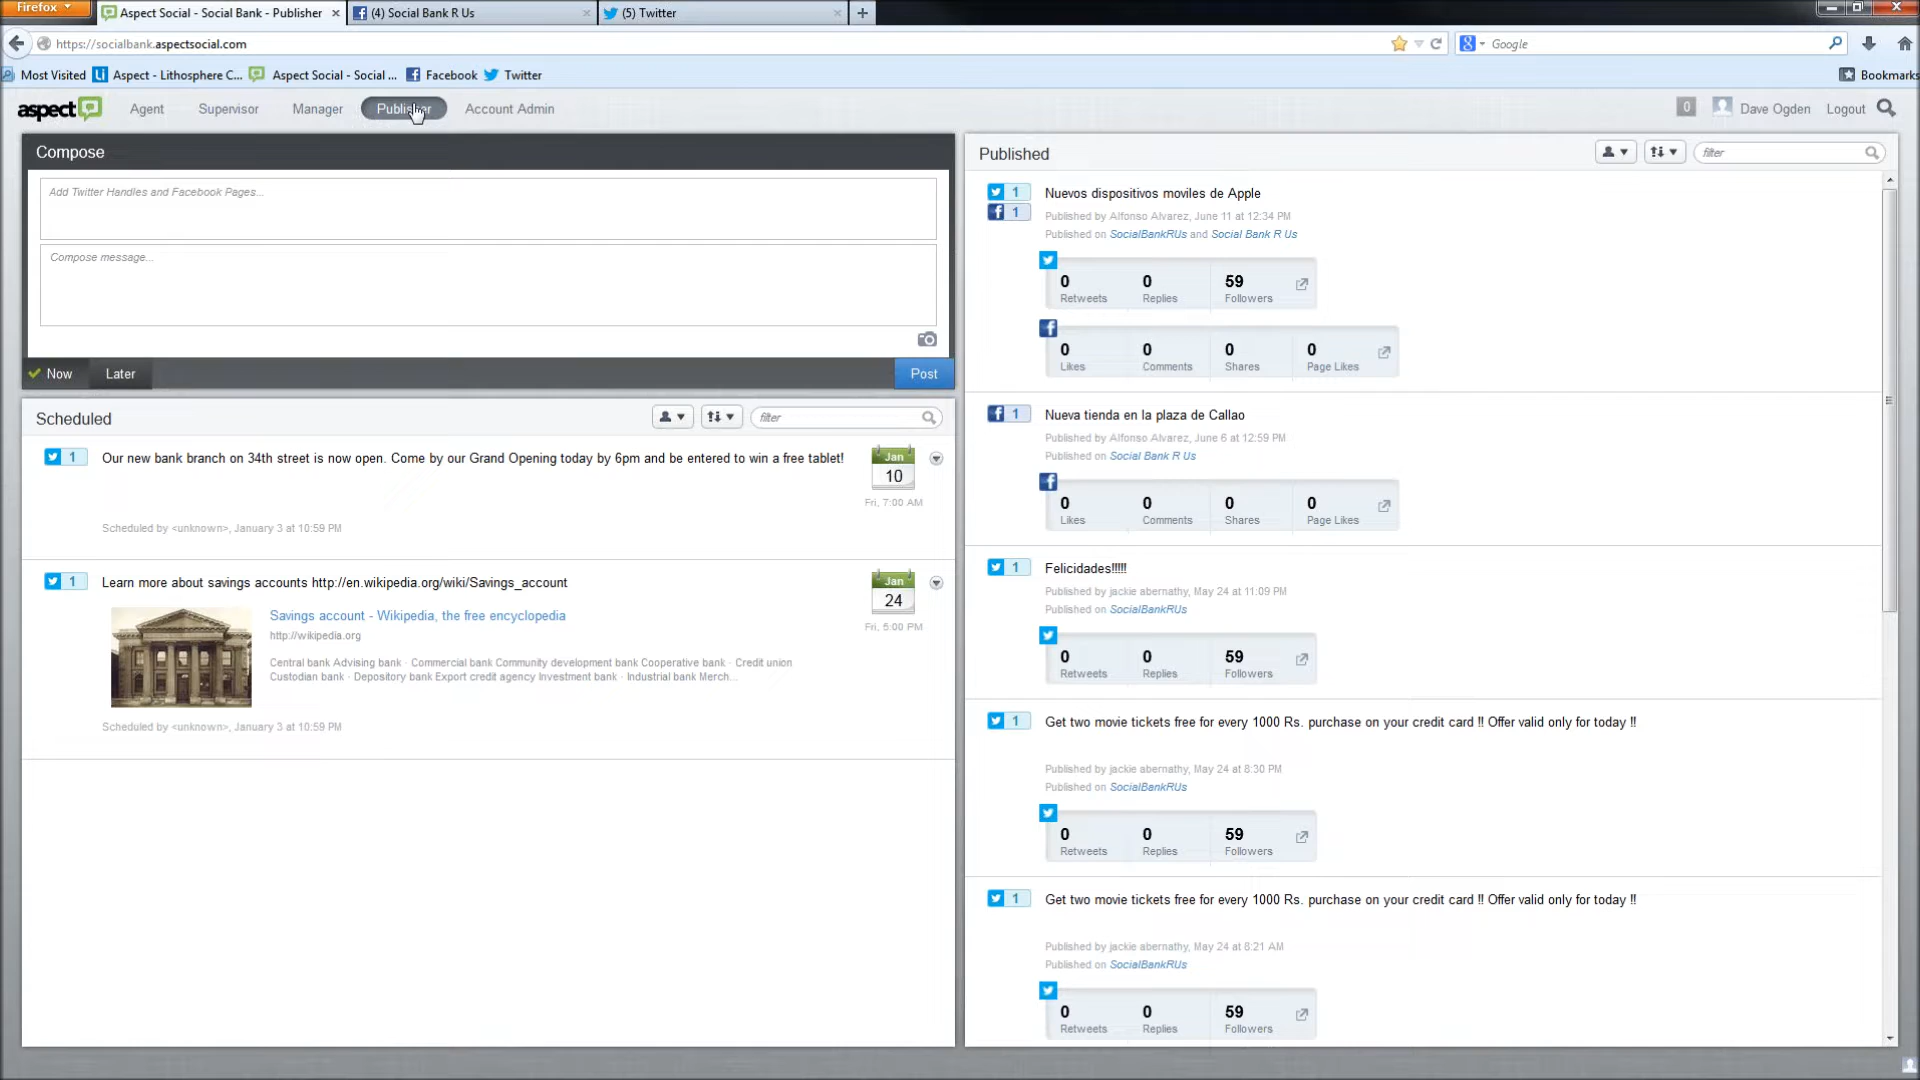 Firefox
Aspect Social - Social Bank - Publisher
(4) Social Bank R Us
(5) Twitter
https://socialbank.aspectsocial.com
Google
Most Visited
Aspect - Lithosphere C...
Aspect Social - Social ...
Facebook
Twitter
Bookmarks
aspect
Agent
Supervisor
Manager
Publisher
Account Admin
0
Dave Ogden
Logout
Compose
Add Twitter Handles and Facebook Pages...
Compose message...
Now
Later
Post
Scheduled
filter
1
Our new bank branch on 34th street is now open. Come by our Grand Opening today by 6pm and be entered to win a free tablet!
Jan
10
Fri, 7:00 AM
Scheduled by <unknown>, January 3 at 10:59 PM
1
Learn more about savings accounts http://en.wikipedia.org/wiki/Savings_account
Jan
24
Fri, 5:00 PM
Savings account - Wikipedia, the free encyclopedia
http://wikipedia.org
Central bank Advising bank · Commercial bank Community development bank Cooperative bank · Credit union
Custodian bank · Depository bank Export credit agency Investment bank · Industrial bank Merch...
Scheduled by <unknown>, January 3 at 10:59 PM
Published
filter
1
1
Nuevos dispositivos moviles de Apple
Published by Alfonso Alvarez, June 11 at 12:34 PM
Published on SocialBankRUs and Social Bank R Us
0 0 59
Retweets Replies Followers
0 0 0 0
Likes Comments Shares Page Likes
1
Nueva tienda en la plaza de Callao
Published by Alfonso Alvarez, June 6 at 12:59 PM
Published on Social Bank R Us
0 0 0 0
Likes Comments Shares Page Likes
1
Felicidades!!!!!
Published by jackie abernathy, May 24 at 11:09 PM
Published on SocialBankRUs
0 0 59
Retweets Replies Followers
1
Get two movie tickets free for every 1000 Rs. purchase on your credit card !! Offer valid only for today !!
Published by jackie abernathy, May 24 at 8:30 PM
Published on SocialBankRUs
0 0 59
Retweets Replies Followers
1
Get two movie tickets free for every 1000 Rs. purchase on your credit card !! Offer valid only for today !!
Published by jackie abernathy, May 24 at 8:21 AM
Published on SocialBankRUs
0 0 59
Retweets Replies Followers